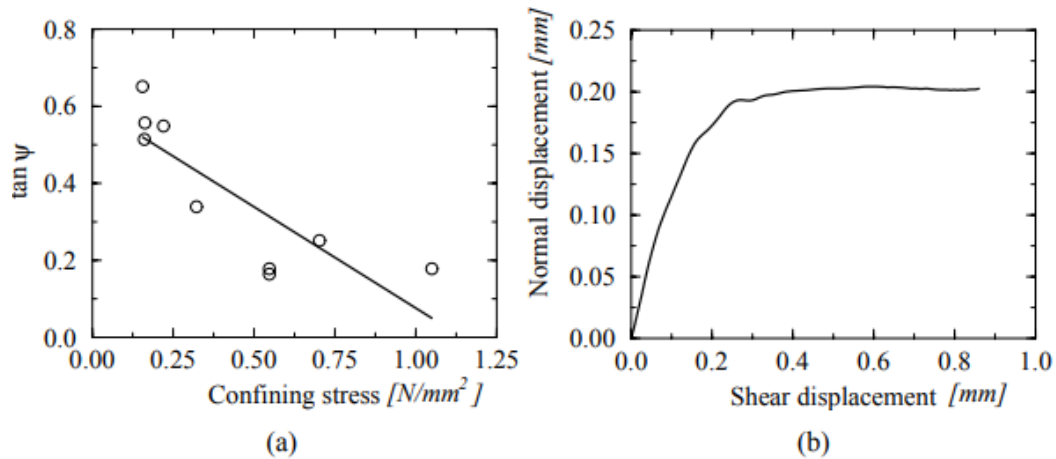 0.8
0.6
0.4
0.2
0.0
tan ψ
0.00 0.25 0.50 0.75 1.00 1.25
Confining stress [N/mm²]
(a)
0.25
0.20
0.15
0.10
0.05
0.00
Normal displacement [mm]
0.0 0.2 0.4 0.6 0.8 1.0
Shear displacement [mm]
(b)